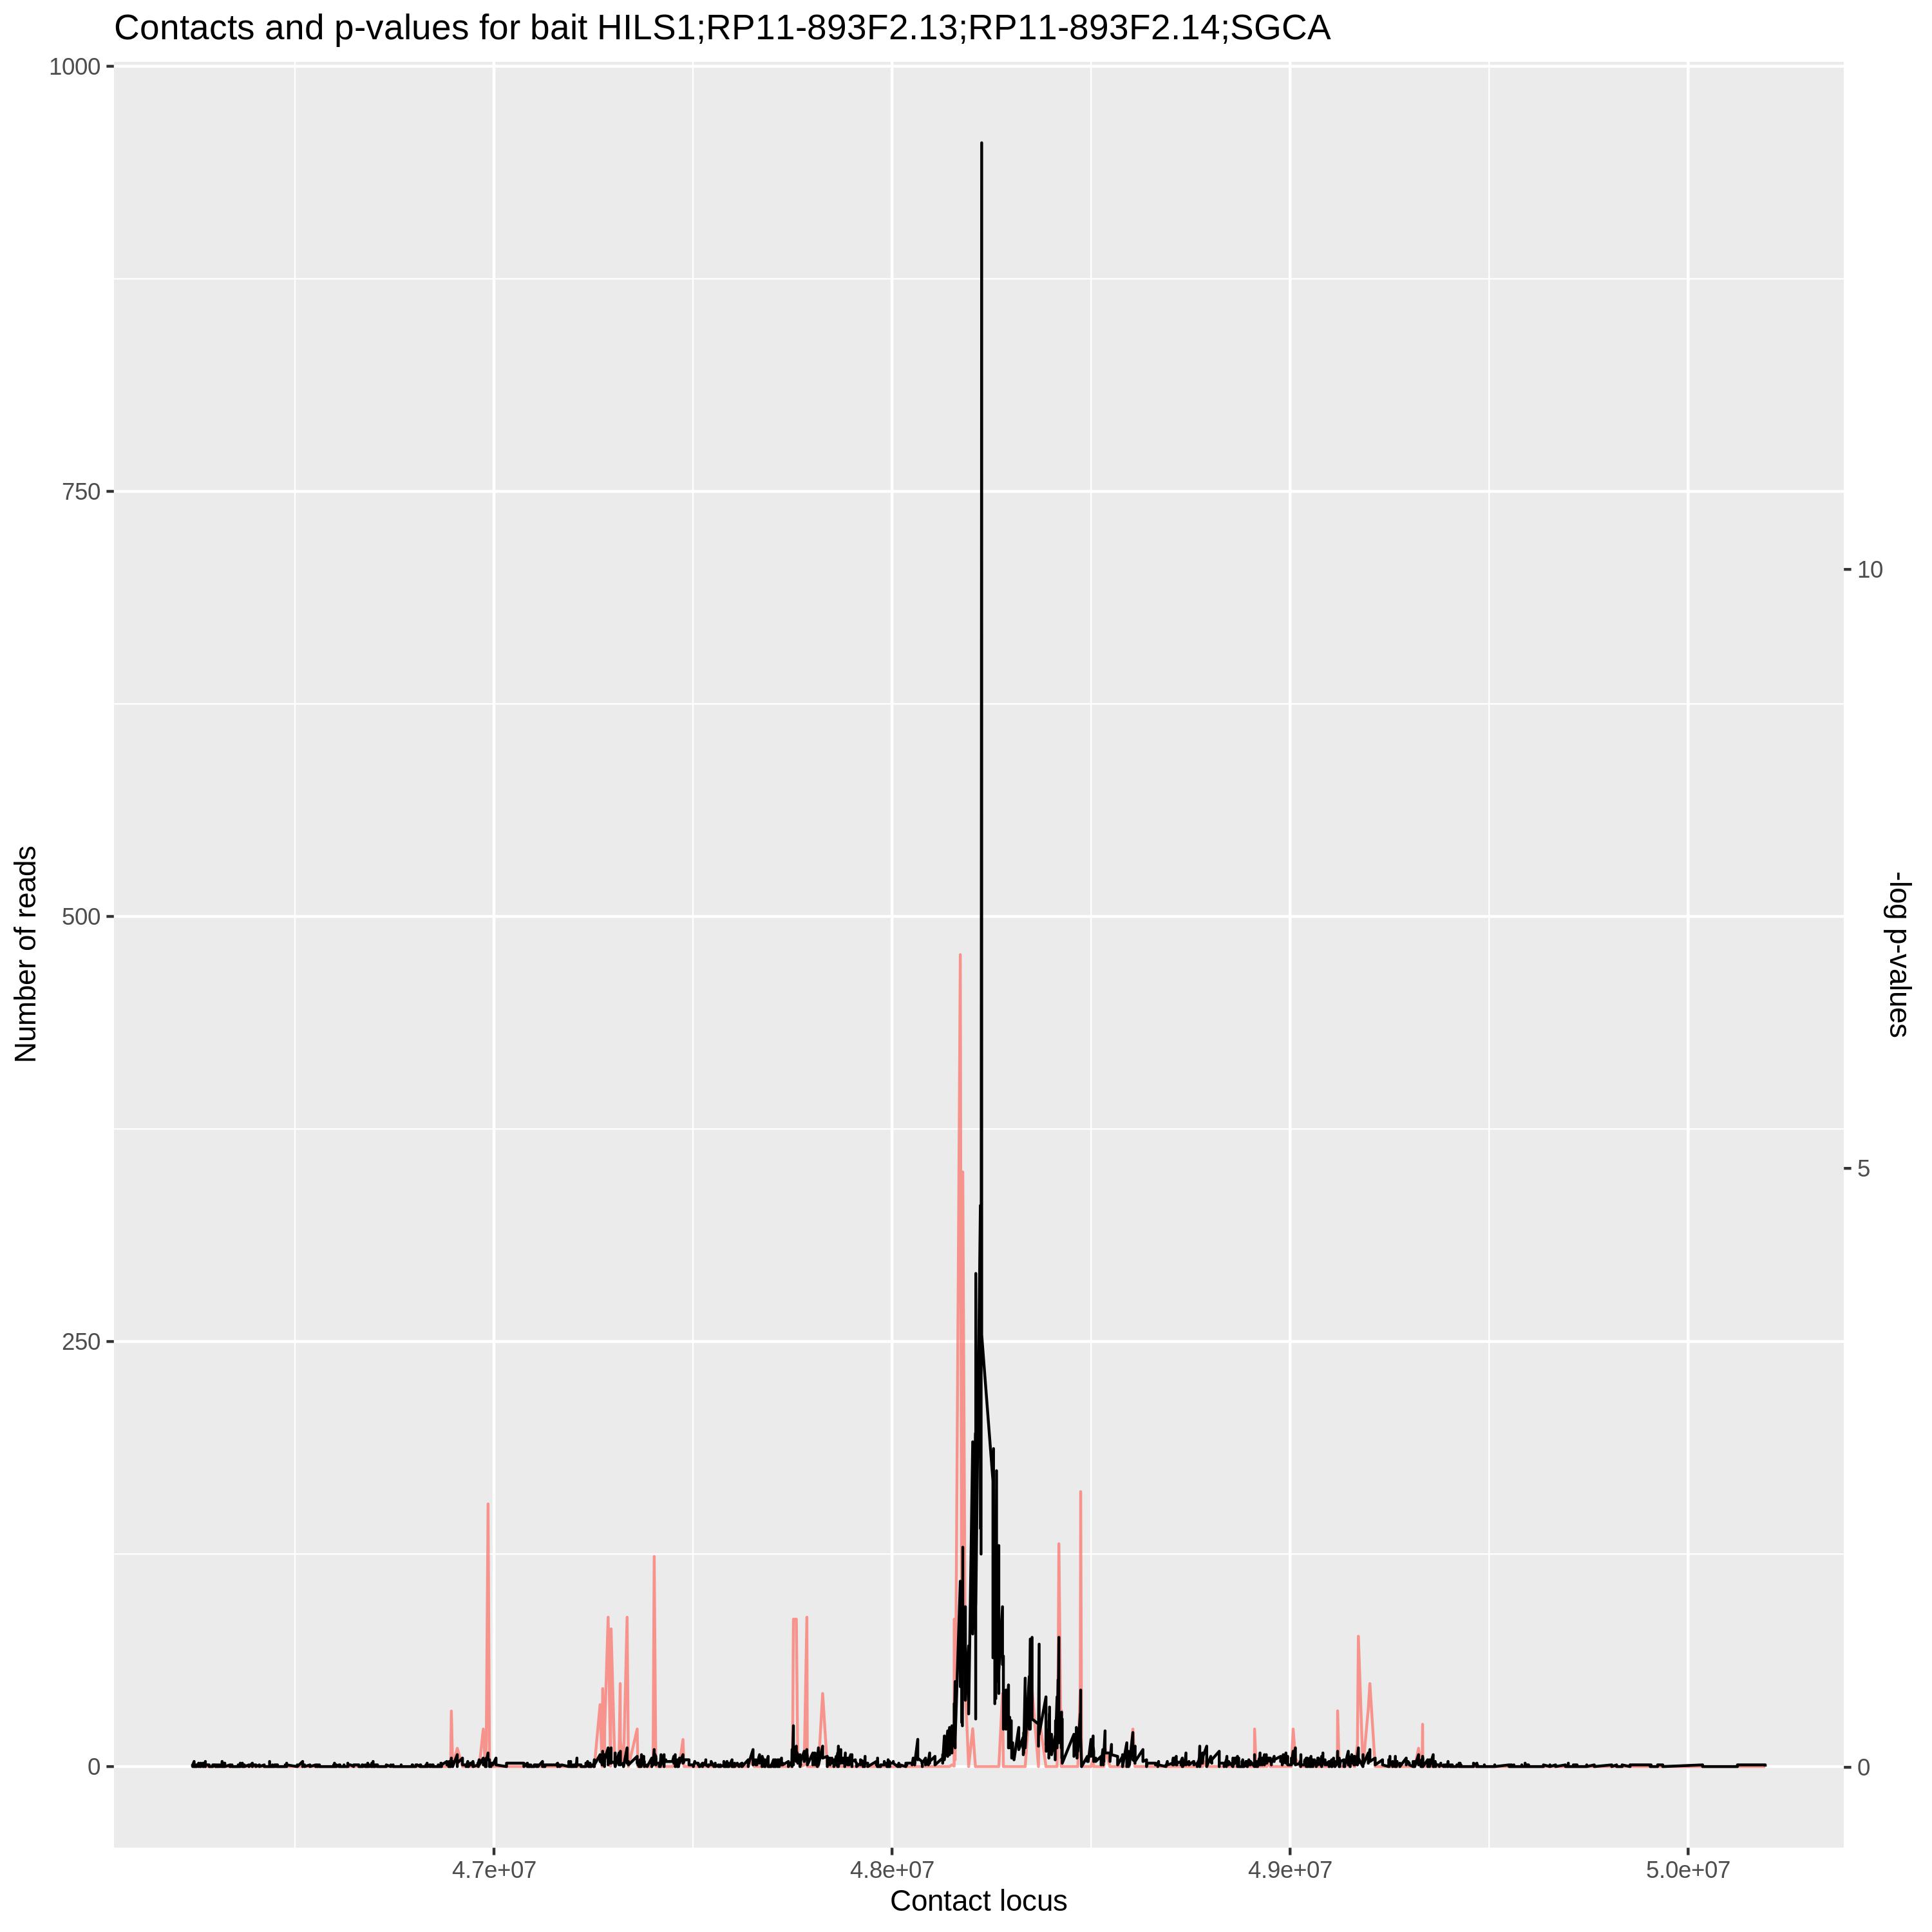 Contacts and p-values for bait HILS1;RP11-893F2.13;RP11-893F2.14;SGCA
1000
750
500
250
0
Number of reads
10
5
0
-log p-values
4.7e+07
4.8e+07
4.9e+07
5.0e+07
Contact locus